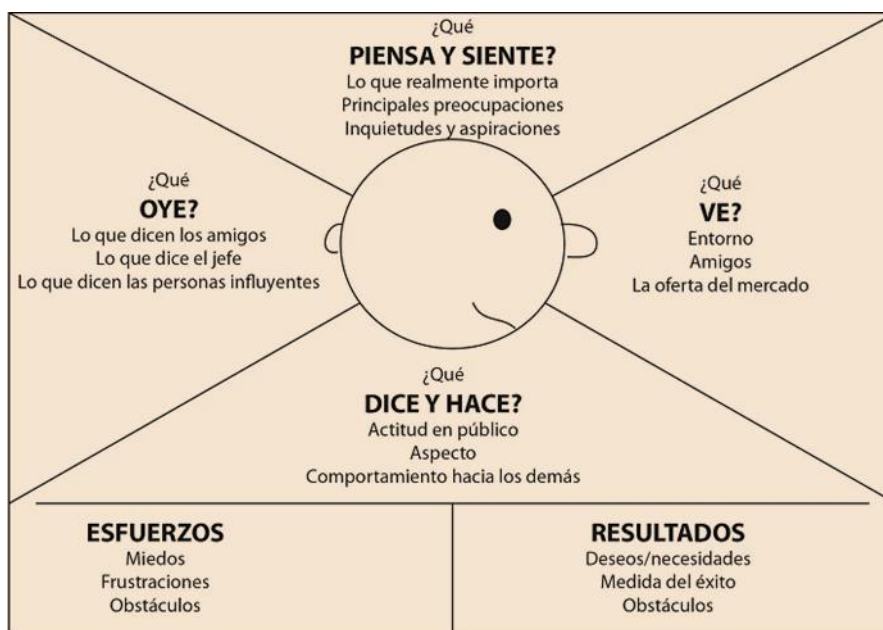 ¿Qué
PIENSA Y SIENTE?
Lo que realmente importa
Principales preocupaciones
Inquietudes y aspiraciones
¿Qué
OYE?
Lo que dicen los amigos
Lo que dice el jefe
Lo que dicen las personas influyentes
¿Qué
VE?
Entorno
Amigos
La oferta del mercado
¿Qué
DICE Y HACE?
Actitud en público
Aspecto
Comportamiento hacia los demás
ESFUERZOS
Miedos
Frustraciones
Obstáculos
RESULTADOS
Deseos/necesidades
Medida del éxito
Obstáculos